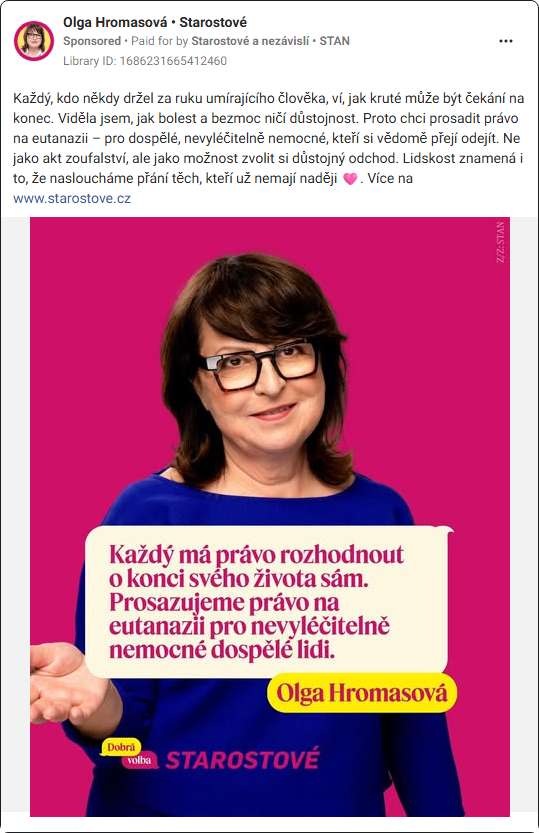 Olga Hromasová • Starostové
Sponsored • Paid for by Starostové a nezávislí • STAN
Library ID: 1686231665412460
Každý, kdo někdy držel za ruku umírajícího člověka, ví, jak kruté může být čekání na
konec. Viděla jsem, jak bolest a bezmoc ničí důstojnost. Proto chci prosadit právo
na eutanazii – pro dospělé, nevyléčitelně nemocné, kteří si vědomě přejí odejít. Ne
jako akt zoufalství, ale jako možnost zvolit si důstojný odchod. Lidskost znamená i
to, že nasloucháme přání těch, kteří už nemají naději 💗 . Více na
www.starostove.cz
Z/Z: STAN
Každý má právo rozhodnout
o konci svého života sám.
Prosazujeme právo na
eutanazii pro nevyléčitelně
nemocné dospělé lidi.
Olga Hromasová
Dobrá
volba
STAROSTOVÉ